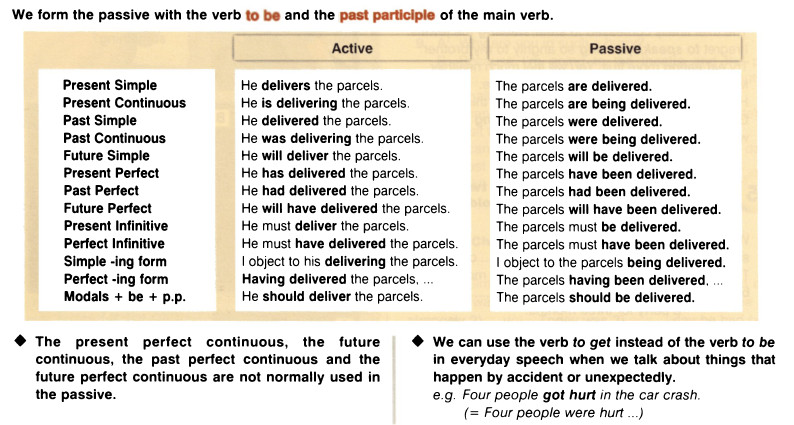 We form the passive with the verb to be and the past participle of the main verb.
Active Passive
Present Simple He delivers the parcels. The parcels are delivered.
Present Continuous He is delivering the parcels. The parcels are being delivered.
Past Simple He delivered the parcels. The parcels were delivered.
Past Continuous He was delivering the parcels. The parcels were being delivered.
Future Simple He will deliver the parcels. The parcels will be delivered.
Present Perfect He has delivered the parcels. The parcels have been delivered.
Past Perfect He had delivered the parcels. The parcels had been delivered.
Future Perfect He will have delivered the parcels. The parcels will have been delivered.
Present Infinitive He must deliver the parcels. The parcels must be delivered.
Perfect Infinitive He must have delivered the parcels. The parcels must have been delivered.
Simple -ing form I object to his delivering the parcels. I object to the parcels being delivered.
Perfect -ing form Having delivered the parcels, ... The parcels having been delivered, ...
Modals + be + p.p. He should deliver the parcels. The parcels should be delivered.
◆ The present perfect continuous, the future
continuous, the past perfect continuous and the
future perfect continuous are not normally used in
the passive.
◆ We can use the verb to get instead of the verb to be
in everyday speech when we talk about things that
happen by accident or unexpectedly.
e.g. Four people got hurt in the car crash.
(= Four people were hurt ...)